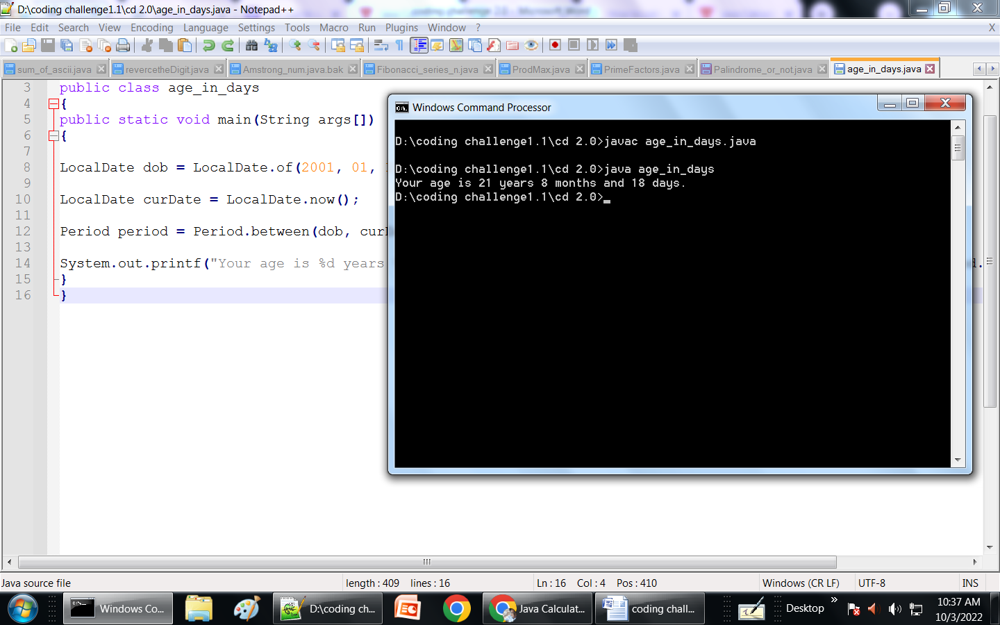 D:\coding challenge1.1\cd 2.0\age_in_days.java - Notepad++
File Edit Search View Encoding Language Settings Tools Macro Run Plugins Window ? X
sum_of_ascii.java revercetheDigit.java Amstrong_num.java.bak Fibonacci_series_n.java ProdMax.java PrimeFactors.java Palindrome_or_not.java age_in_days.java
3 public class age_in_days
4 {
5 public static void main(String args[])
6 {
7
8 LocalDate dob = LocalDate.of(2001, 01,
9
10 LocalDate curDate = LocalDate.now();
11
12 Period period = Period.between(dob, cur
13
14 System.out.printf("Your age is %d years
15 }
16 }
Windows Command Processor
D:\coding challenge1.1\cd 2.0>javac age_in_days.java
D:\coding challenge1.1\cd 2.0>java age_in_days
Your age is 21 years 8 months and 18 days.
D:\coding challenge1.1\cd 2.0>
Java source file length : 409 lines : 16 Ln : 16 Col : 4 Pos : 410 Windows (CR LF) UTF-8 INS
Windows Co... D:\coding ch... Java Calculat... coding chall... Desktop 10:37 AM
10/3/2022